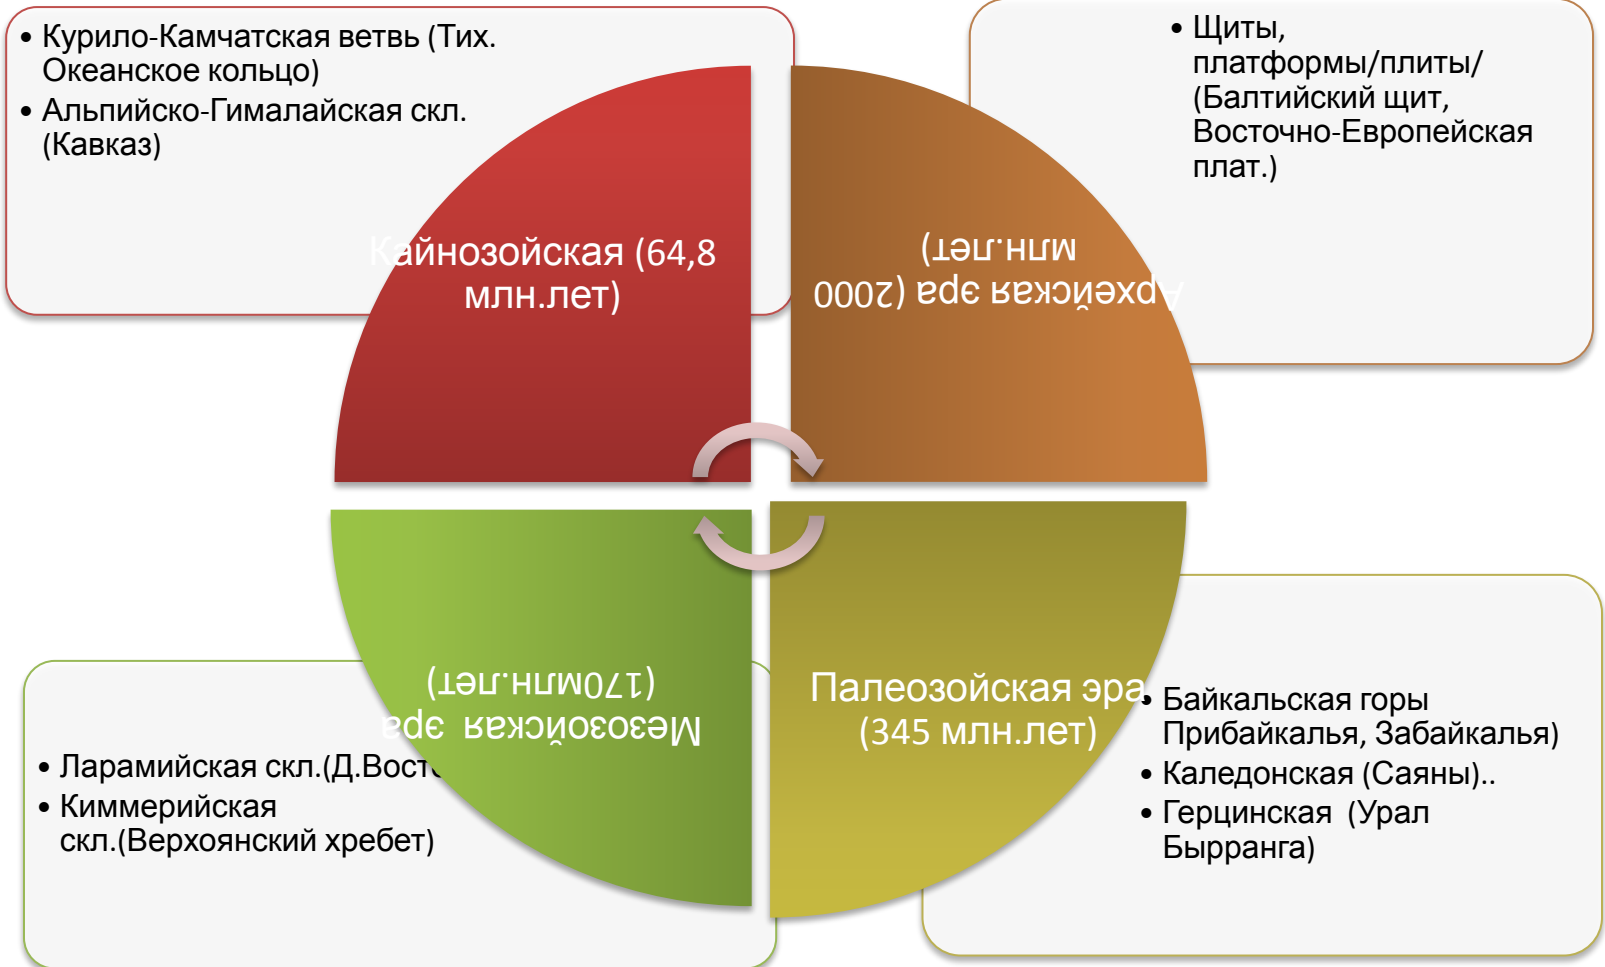 • Курило-Камчатская ветвь (Тих.
Океанское кольцо)
• Альпийско-Гималайская скл.
(Кавказ)
Кайнозойская (64,8
млн.лет)
• Щиты,
платформы/плиты/
(Балтийский щит,
Восточно-Европейская
плат.)
Архейская эра (2000
млн.лет)
Мезозойская эра
(170млн.лет)
• Ларамийская скл.(Д.Вост
• Киммерийская
скл.(Верхоянский хребет)
Палеозойская эра
(345 млн.лет)
• Байкальская горы
Прибайкалья, Забайкалья)
• Каледонская (Саяны)..
• Герцинская (Урал
Бырранга)